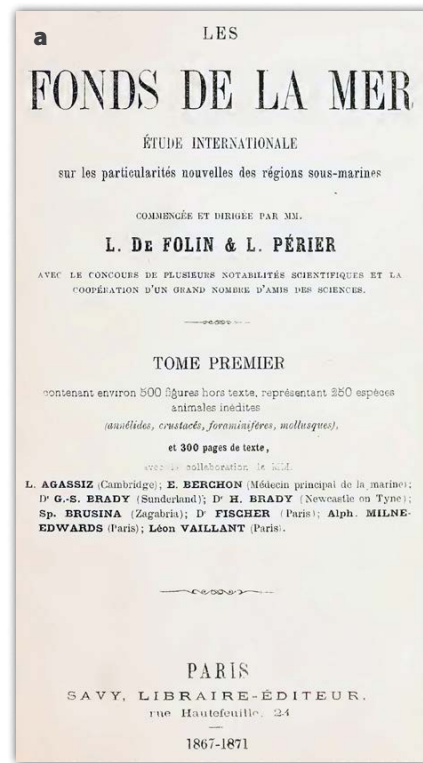 a
LES
FONDS DE LA MER
ÉTUDE INTERNATIONALE
sur les particularités nouvelles des régions sous-marines
COMMENCÉE ET DIRIGÉE PAR MM.
L. DE FOLIN & L. PÉRIER
AVEC LE CONCOURS DE PLUSIEURS NOTABILITÉS SCIENTIFIQUES ET LA
COOPÉRATION D'UN GRAND NOMBRE D'AMIS DES SCIENCES.
TOME PREMIER
contenant environ 500 figures hors texte, représentant 250 espèces
animales inédites
(annélides, crustacés, foraminifères, mollusques),
et 300 pages de texte,
avec la collaboration de MM.
L. AGASSIZ (Cambridge); E. BERCHON (Médecin principal de la marine);
Dr G.-S. BRADY (Sunderland); Dr H. BRADY (Newcastle on Tyne);
Sp. BRUSINA (Zagabria); Dr FISCHER (Paris); Alph. MILNE-
EDWARDS (Paris); Léon VAILLANT (Paris).
PARIS
SAVY, LIBRAIRE-ÉDITEUR.
rue Hautefeuille, 24
1867-1871